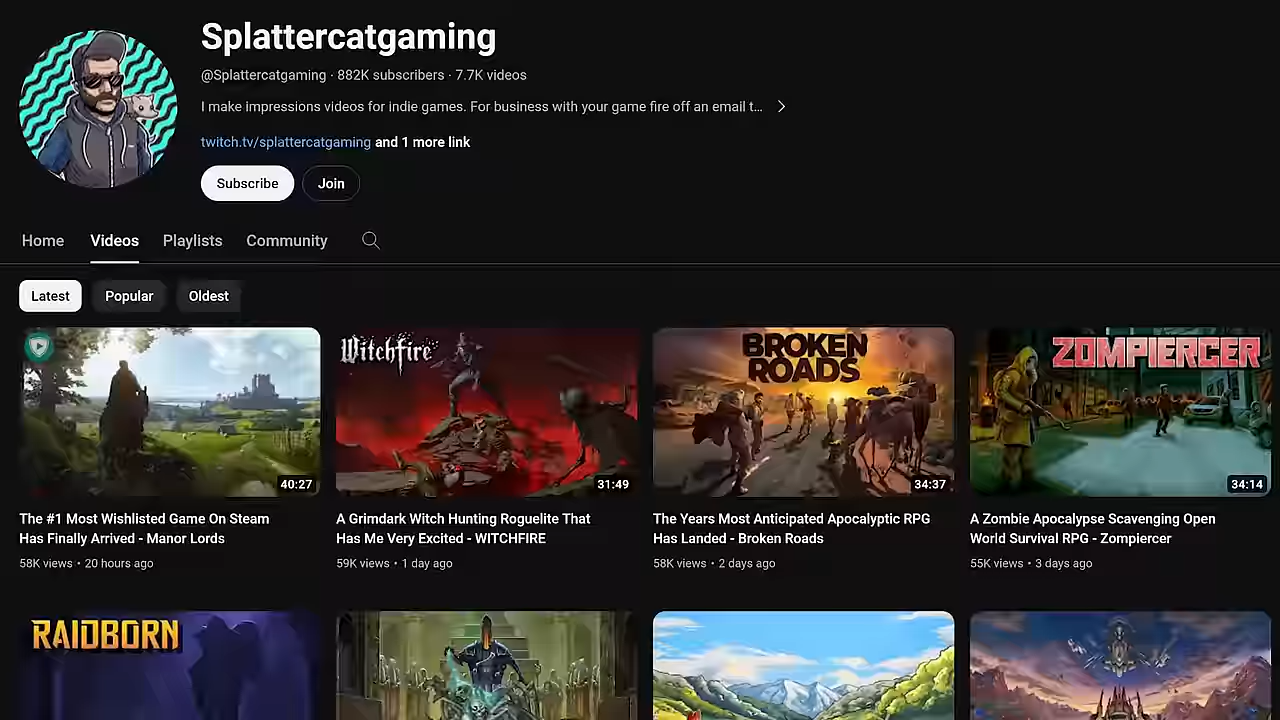 Splattercatgaming
@Splattercatgaming · 882K subscribers · 7.7K videos
I make impressions videos for indie games. For business with your game fire off an email t...
twitch.tv/splattercatgaming and 1 more link
Subscribe
Join
Home
Videos
Playlists
Community
Latest
Popular
Oldest
40:27
Witchfire
31:49
BROKEN
ROADS
34:37
ZOMPIERCER
34:14
The #1 Most Wishlisted Game On Steam
Has Finally Arrived - Manor Lords
58K views · 20 hours ago
A Grimdark Witch Hunting Roguelite That
Has Me Very Excited - WITCHFIRE
59K views · 1 day ago
The Years Most Anticipated Apocalyptic RPG
Has Landed - Broken Roads
58K views · 2 days ago
A Zombie Apocalypse Scavenging Open
World Survival RPG - Zompiercer
55K views · 3 days ago
RAIDBORN